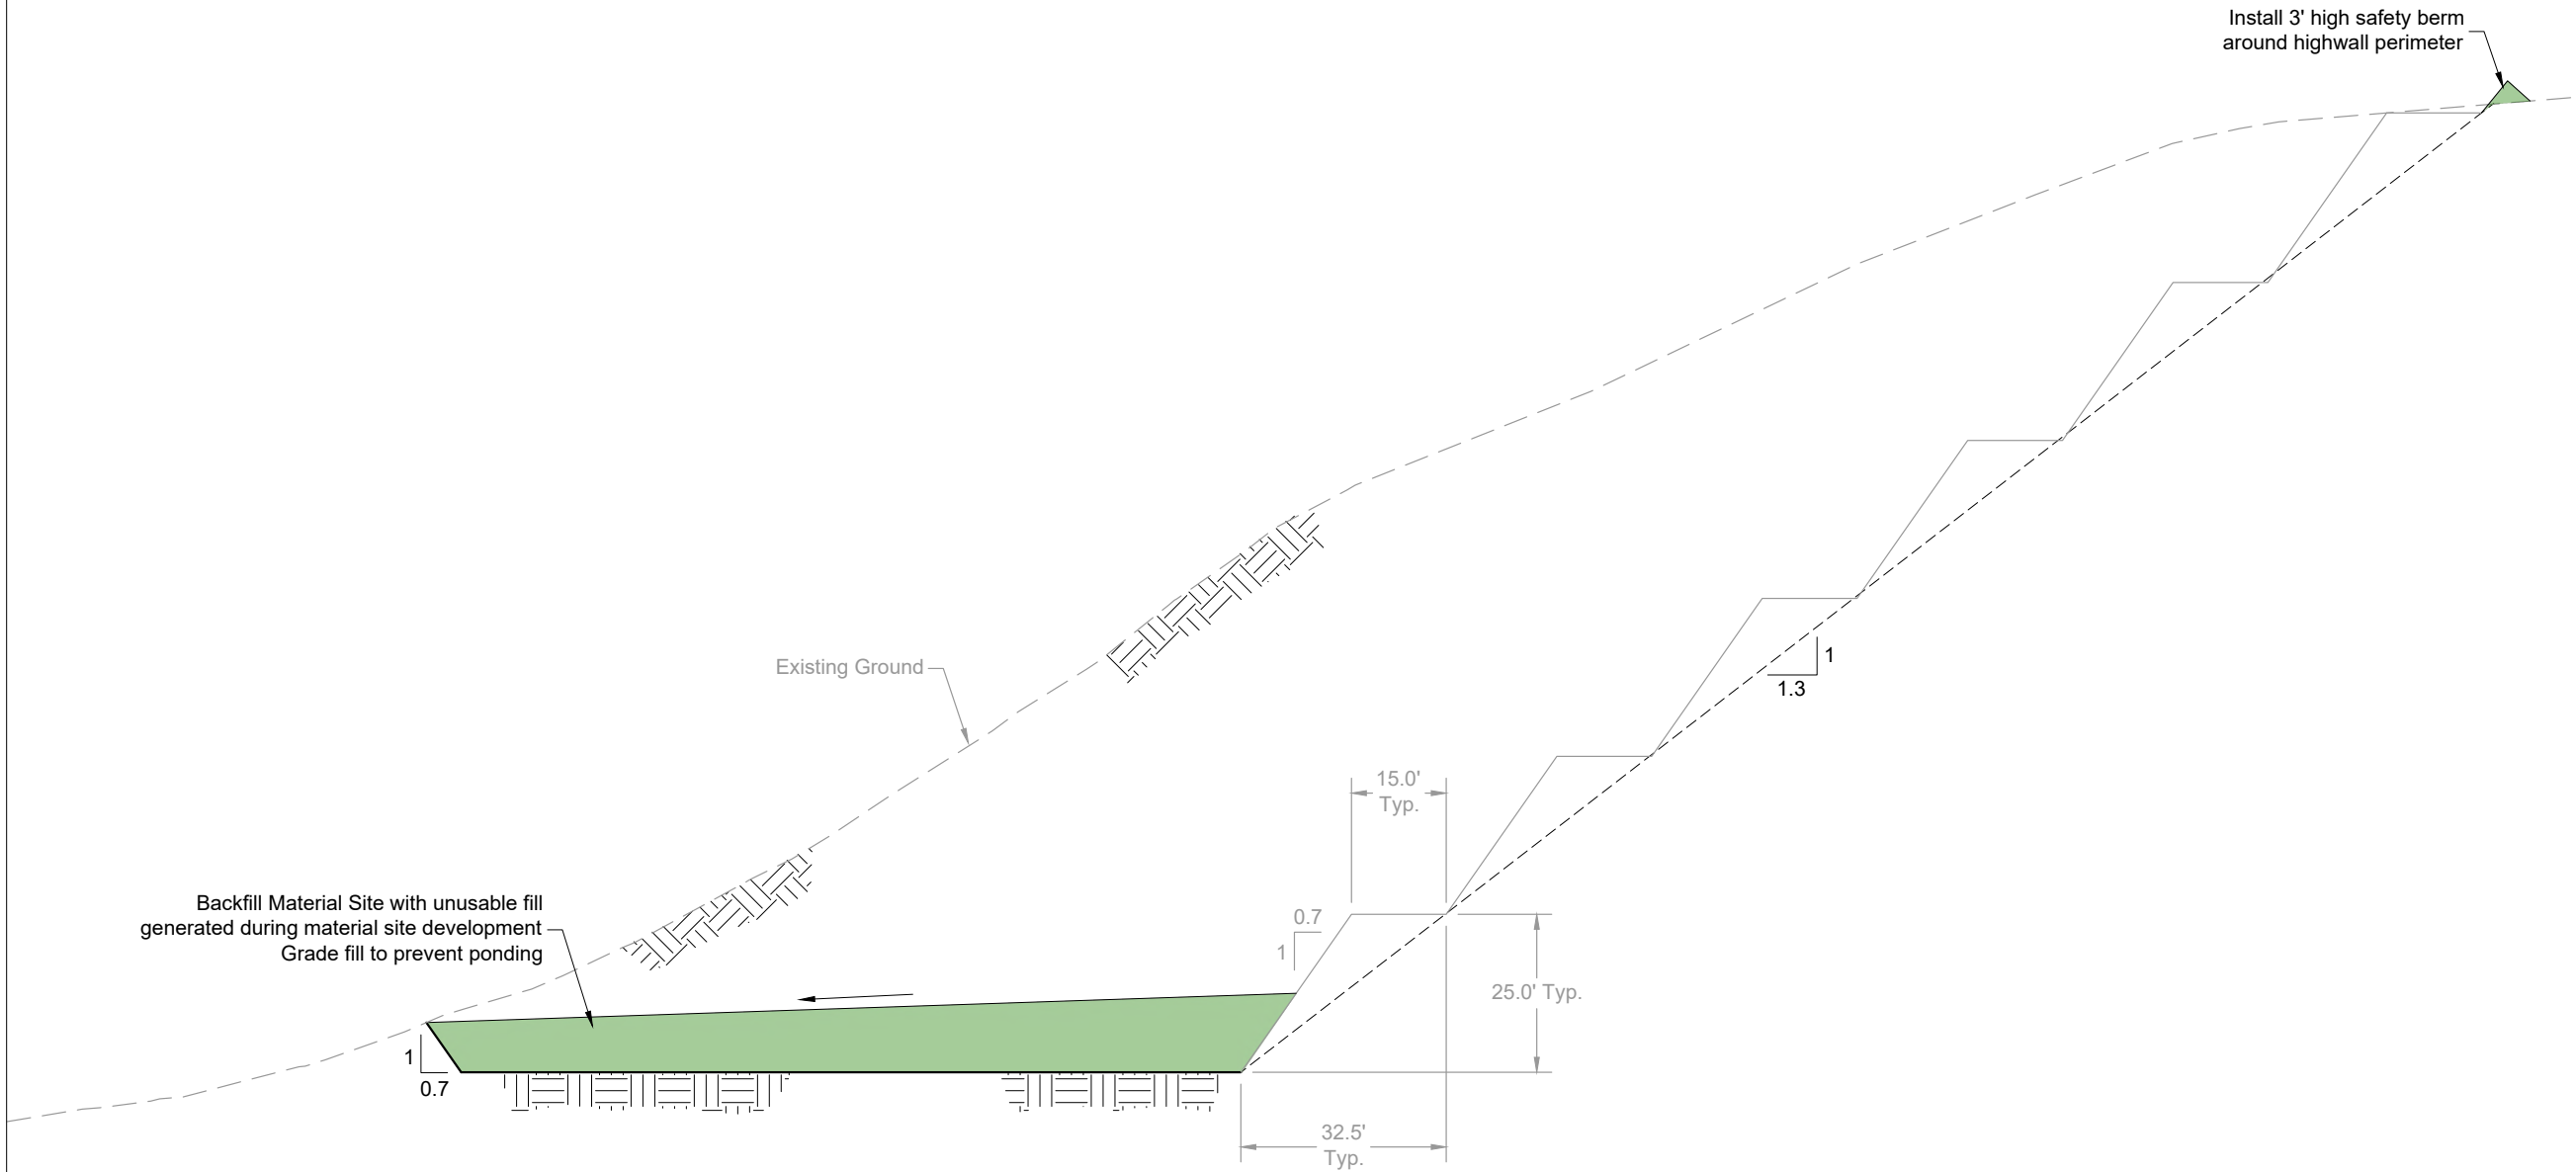 Install 3' high safety berm
around highwall perimeter
Existing Ground
1
1.3
15.0'
Typ.
Backfill Material Site with unusable fill
generated during material site development
Grade fill to prevent ponding
0.7
1
25.0' Typ.
1
0.7
32.5'
Typ.